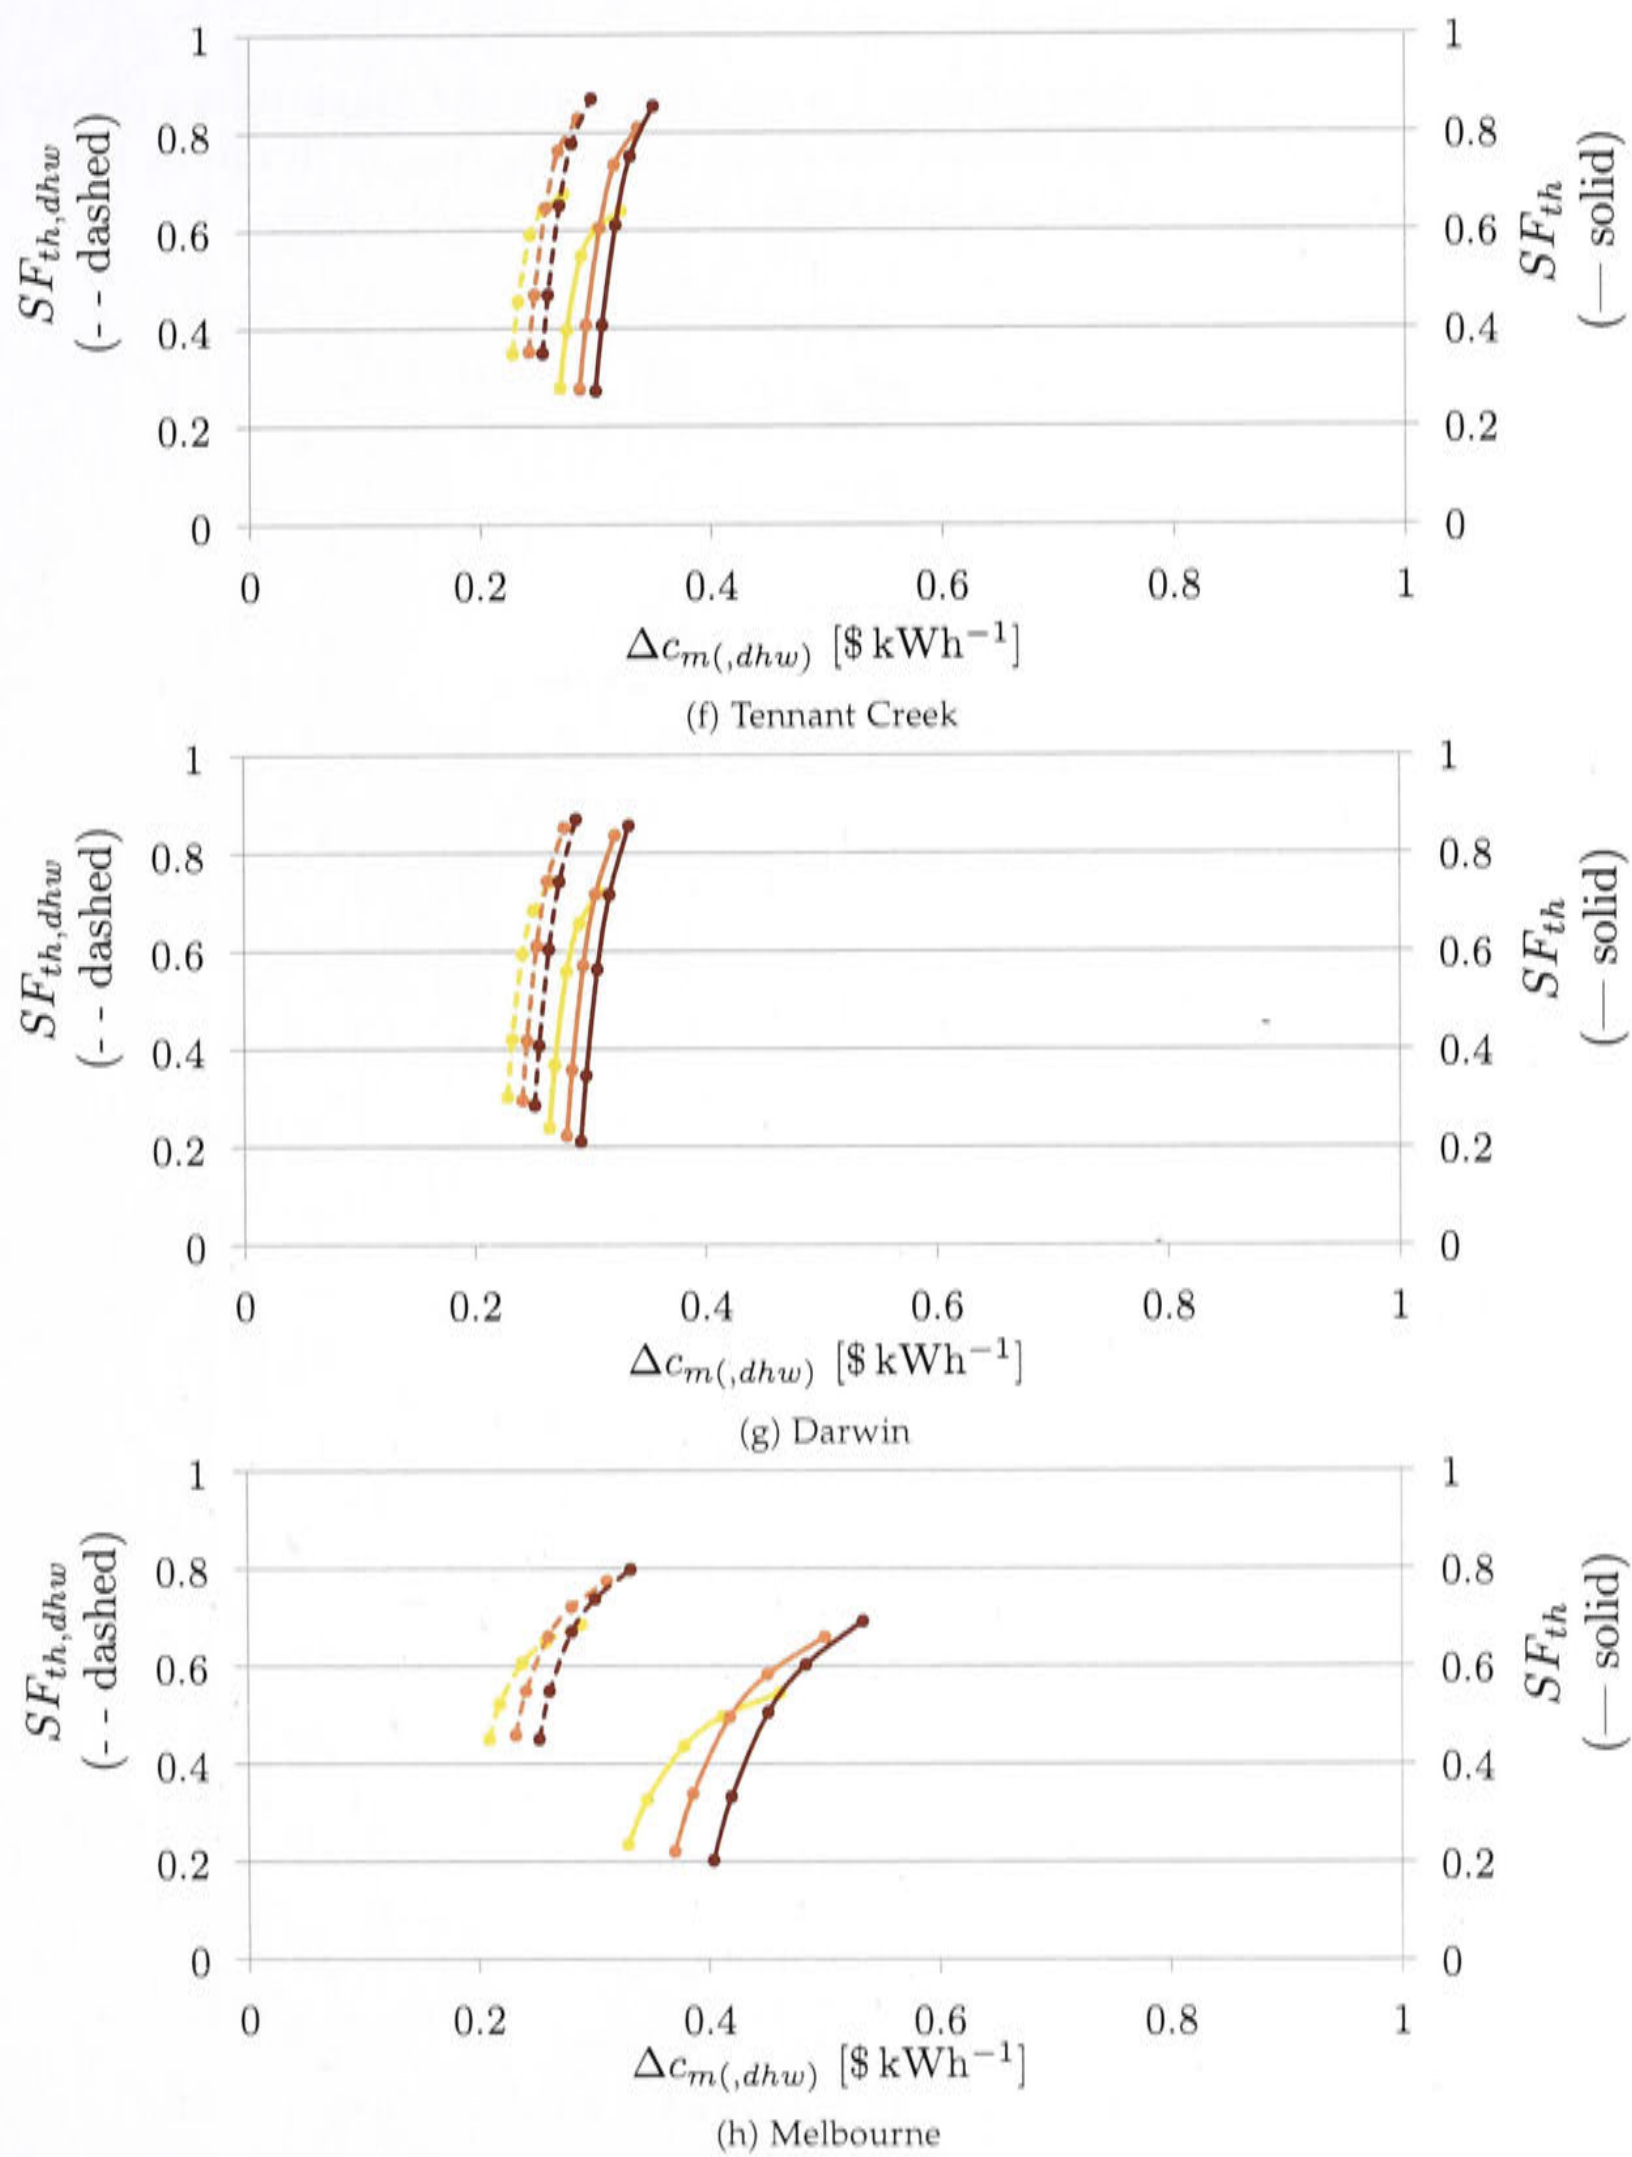 1 1
0.8 0.8
0.6 0.6
0.4 0.4
0.2 0.2
0 0
SF_{th,dhw}
(- - dashed)
SF_{th}
(— solid)
0 0.2 0.4 0.6 0.8 1
Δc_{m(,dhw)} [$ kWh⁻¹]
(f) Tennant Creek
1 1
0.8 0.8
0.6 0.6
0.4 0.4
0.2 0.2
0 0
SF_{th,dhw}
(- - dashed)
SF_{th}
(— solid)
0 0.2 0.4 0.6 0.8 1
Δc_{m(,dhw)} [$ kWh⁻¹]
(g) Darwin
1 1
0.8 0.8
0.6 0.6
0.4 0.4
0.2 0.2
0 0
SF_{th,dhw}
(- - dashed)
SF_{th}
(— solid)
0 0.2 0.4 0.6 0.8 1
Δc_{m(,dhw)} [$ kWh⁻¹]
(h) Melbourne